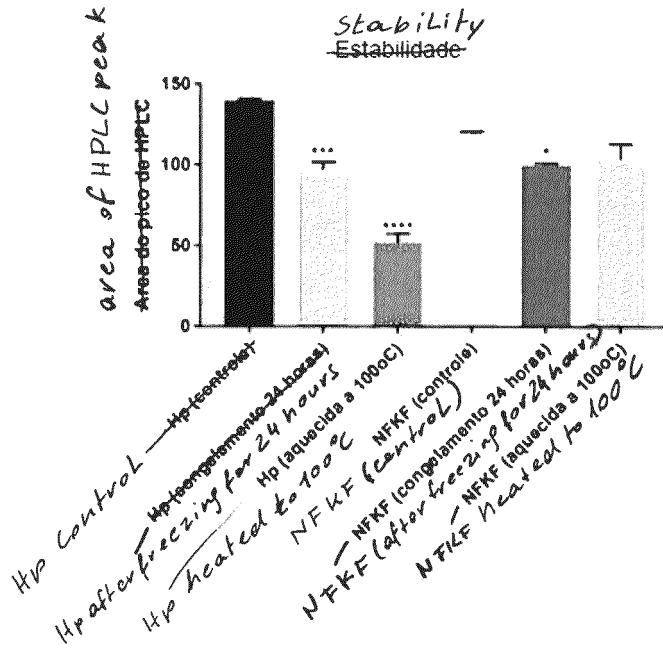 Stability
Estabilidade
area of HPLC peak
Área do pico do HPLC
150
100
50
0
•••
••••
•
Hp (controle)
Hp control
Hp (congelamento 24 horas)
Hp after freezing for 24 hours
Hp (aquecida a 100oC)
Hp heated to 100°C
NFKF (controle)
NFKF (control)
NFKF (congelamento 24 horas)
NFKF (after freezing for 24 hours)
NFKF (aquecida a 100oC)
NFKF heated to 100°C